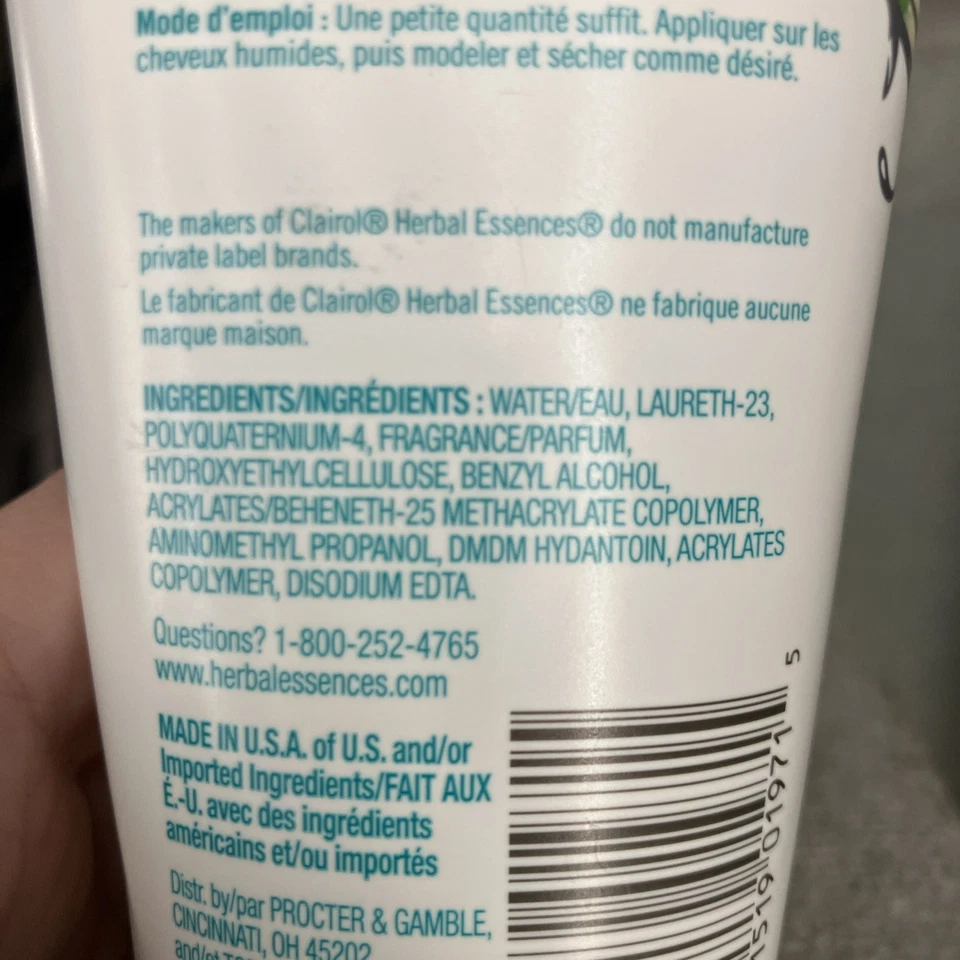 Mode d'emploi : Une petite quantité suffit. Appliquer sur les
cheveux humides, puis modeler et sécher comme désiré.
The makers of Clairol® Herbal Essences® do not manufacture
private label brands.
Le fabricant de Clairol® Herbal Essences® ne fabrique aucune
marque maison.
INGREDIENTS/INGRÉDIENTS : WATER/EAU, LAURETH-23,
POLYQUATERNIUM-4, FRAGRANCE/PARFUM,
HYDROXYETHYLCELLULOSE, BENZYL ALCOHOL,
ACRYLATES/BEHENETH-25 METHACRYLATE COPOLYMER,
AMINOMETHYL PROPANOL, DMDM HYDANTOIN, ACRYLATES
COPOLYMER, DISODIUM EDTA.
Questions? 1-800-252-4765
www.herbalessences.com
MADE IN U.S.A. of U.S. and/or
Imported Ingredients/FAIT AUX
É.-U. avec des ingrédients
américains et/ou importés
Distr. by/par PROCTER & GAMBLE,
CINCINNATI, OH 45202
and/et
1519 01971 5